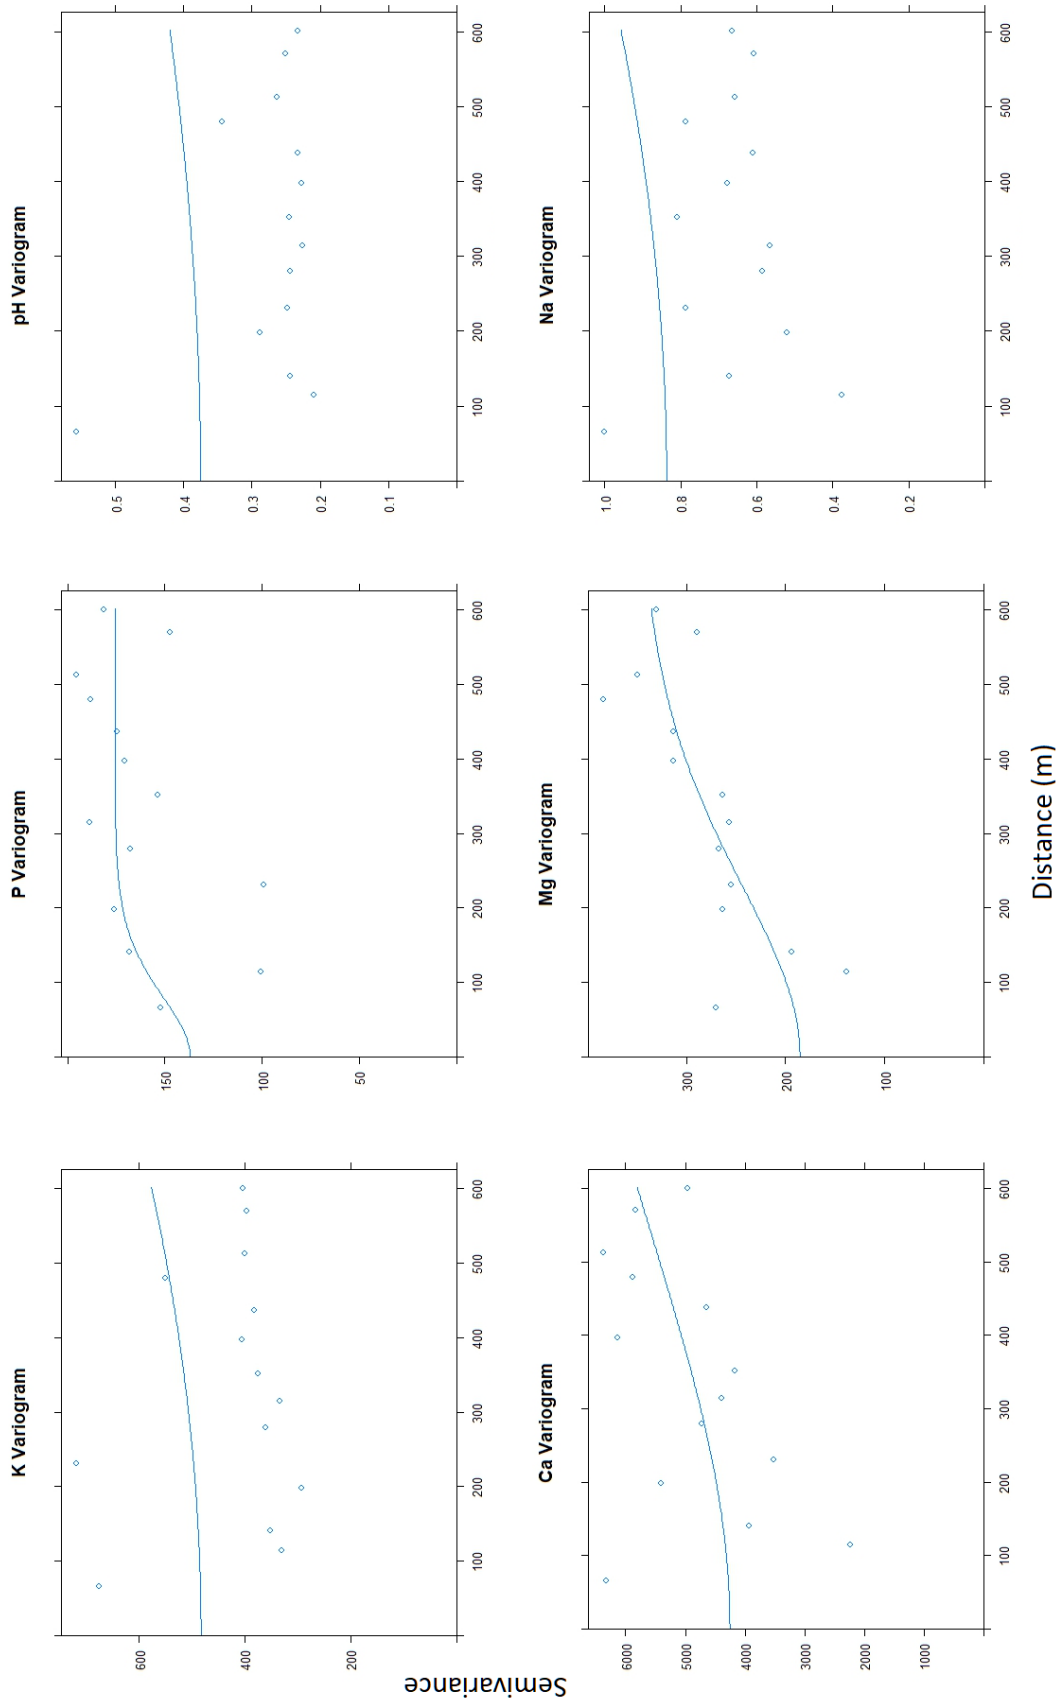 Semivariance
K Variogram
600
400
200
100 200 300 400 500 600
P Variogram
150
100
50
100 200 300 400 500 600
pH Variogram
0.5
0.4
0.3
0.2
0.1
100 200 300 400 500 600
Ca Variogram
6000
5000
4000
3000
2000
1000
100 200 300 400 500 600
Mg Variogram
300
200
100
100 200 300 400 500 600
Na Variogram
1.0
0.8
0.6
0.4
0.2
100 200 300 400 500 600
Distance (m)